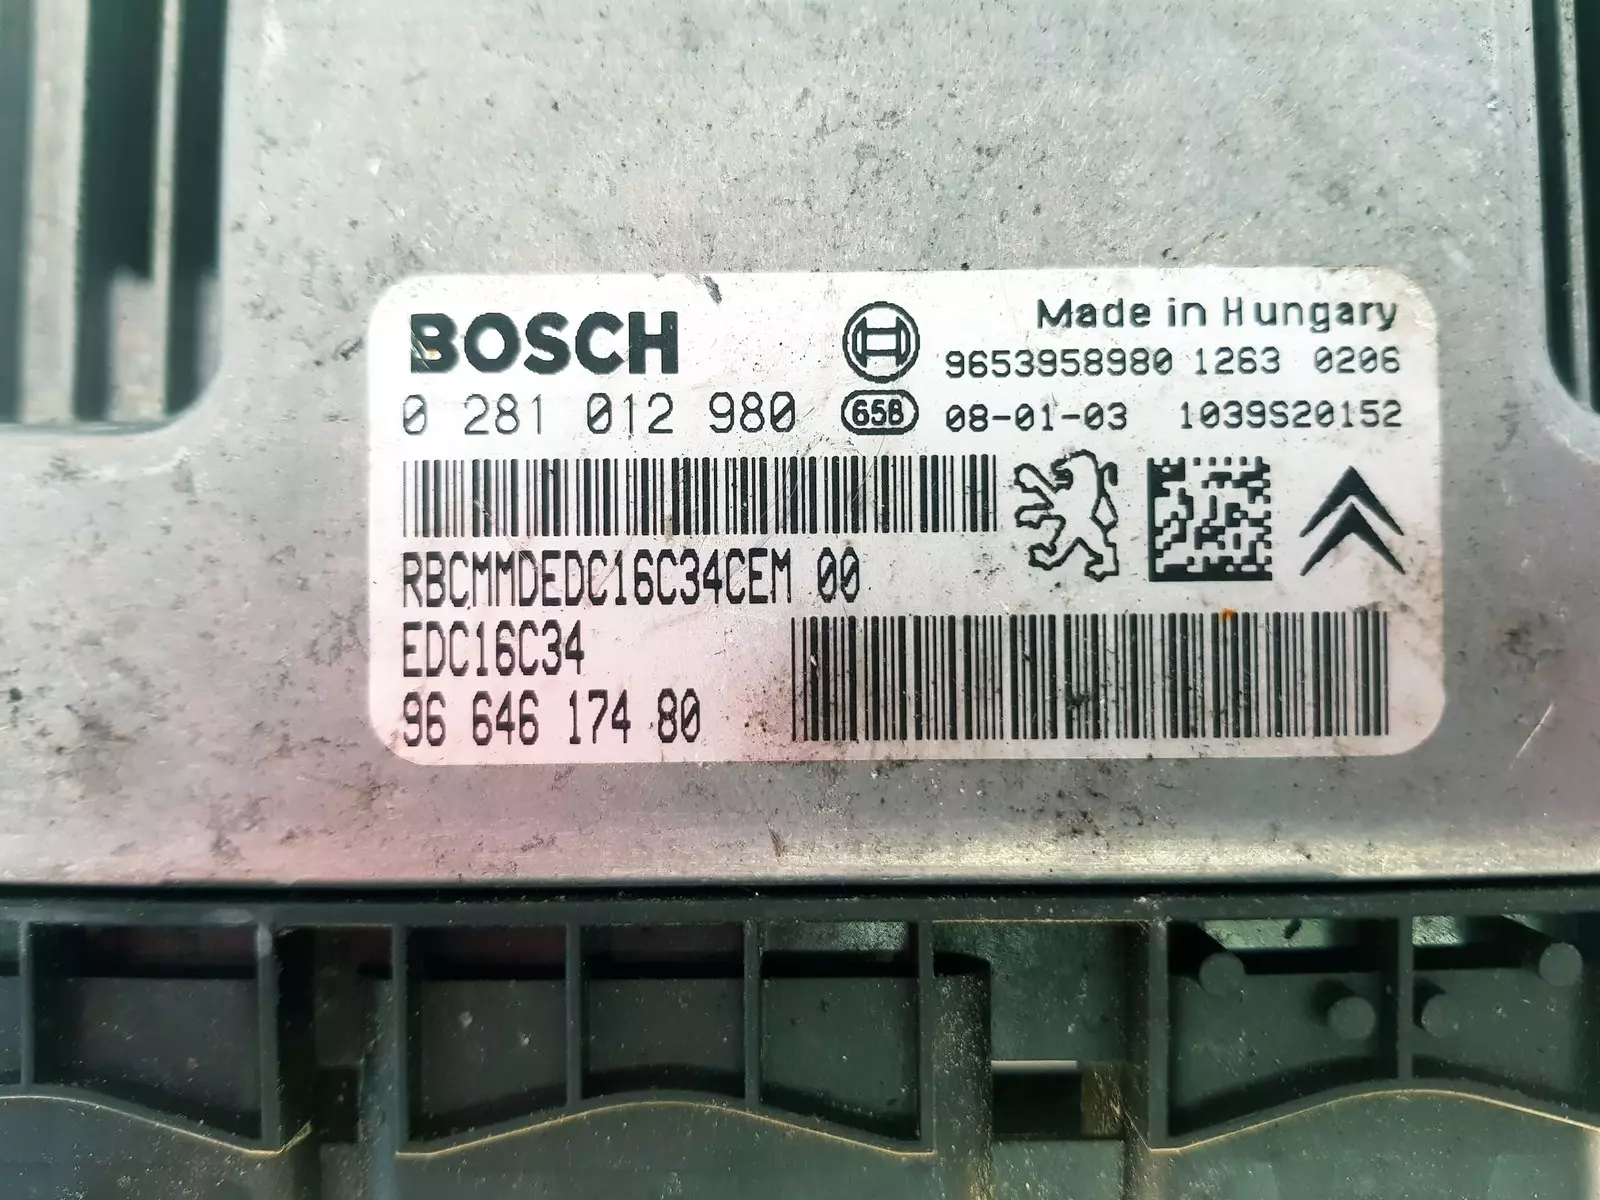 BOSCH
Made in Hungary
9653958980 1263 0206
0 281 012 980
658
08-01-03 1039S20152
RBCMMDEDC16C34CEM 00
EDC16C34
96 646 174 80